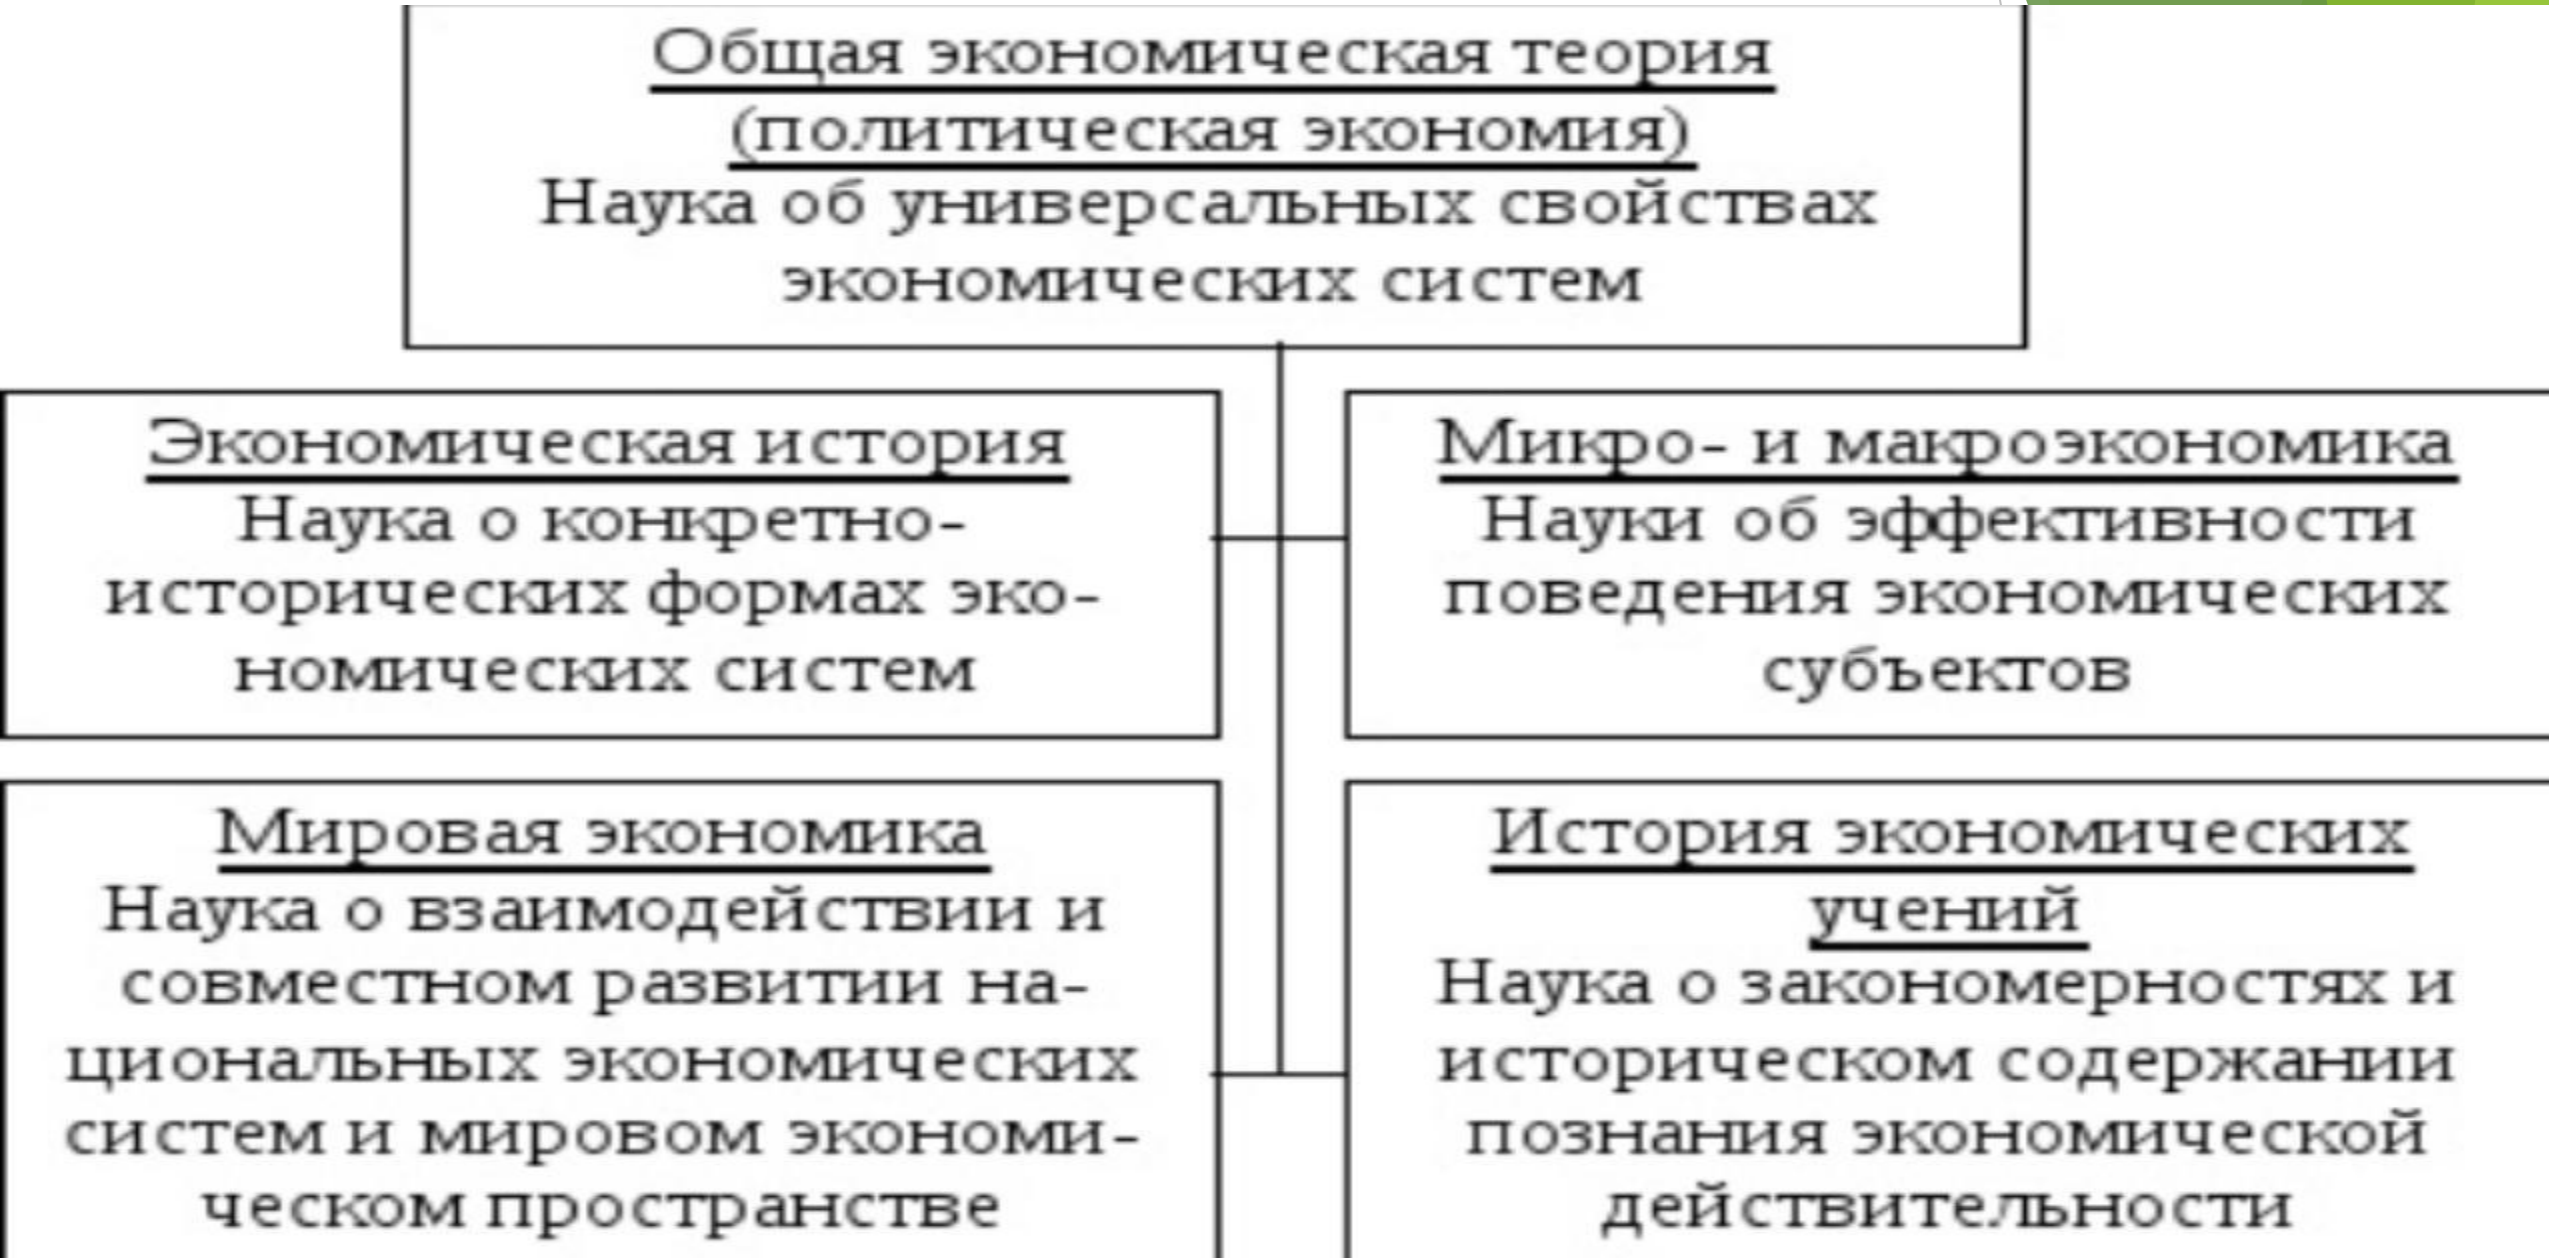 Общая экономическая теория
(политическая экономия)
Наука об универсальных свойствах
экономических систем
Экономическая история
Наука о конкретно-
исторических формах эко-
номических систем
Микро- и макроэкономика
Науки об эффективности
поведения экономических
субъектов
Мировая экономика
Наука о взаимодействии и
совместном развитии на-
циональных экономических
систем и мировом экономи-
ческом пространстве
История экономических
учений
Наука о закономерностях и
историческом содержании
познания экономической
действительности